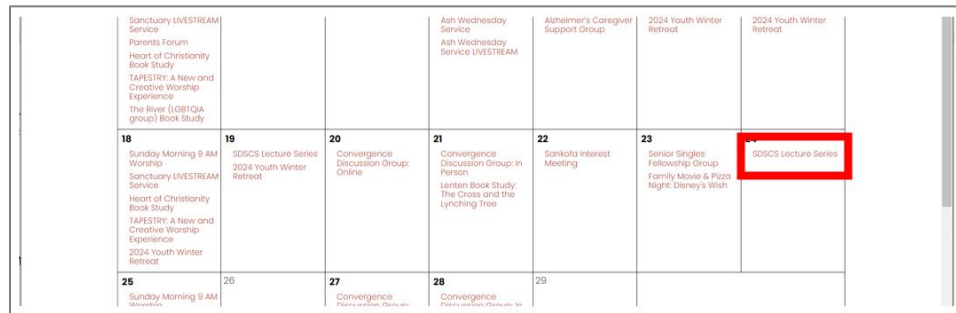 Sanctuary LIVESTREAM
Service
Parents Forum
Heart of Christianity
Book Study
TAPESTRY: A New and
Creative Worship
Experience
The River (LGBTQIA
group) Book Study
Ash Wednesday
Service
Ash Wednesday
Service LIVESTREAM
Alzheimer's Caregiver
Support Group
2024 Youth Winter
Retreat
2024 Youth Winter
Retreat
18
Sunday Morning 9 AM
Worship
Sanctuary LIVESTREAM
Service
Heart of Christianity
Book Study
TAPESTRY: A New and
Creative Worship
Experience
2024 Youth Winter
Retreat
19
SDSCS Lecture Series
2024 Youth Winter
Retreat
20
Convergence
Discussion Group:
Online
21
Convergence
Discussion Group: In
Person
Lenten Book Study:
The Cross and the
Lynching Tree
22
Sankofa Interest
Meeting
23
Senior Singles
Fellowship Group
Family Movie & Pizza
Night: Disney's Wish
SDSCS Lecture Series
25
Sunday Morning 9 AM
Worship
26
27
Convergence
Discussion Group:
28
Convergence
Discussion Group: In
29